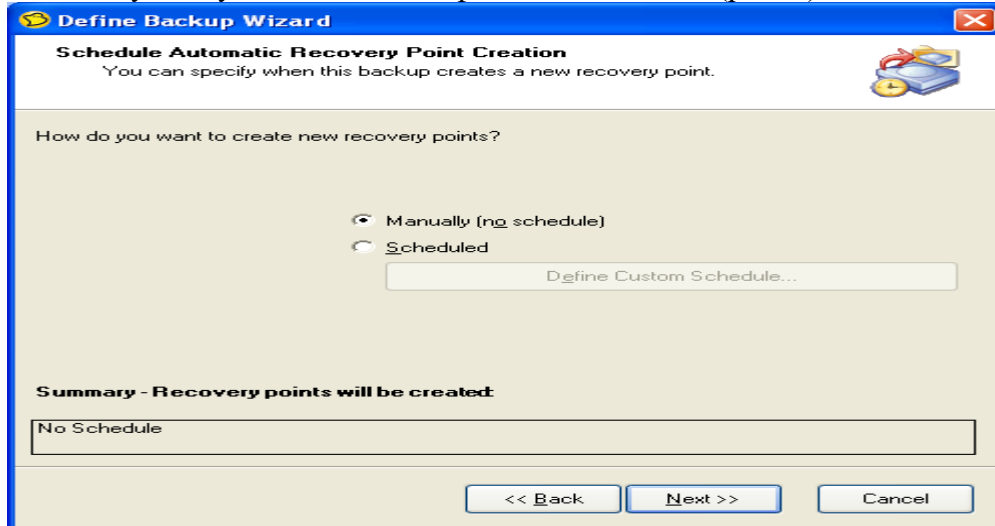 Define Backup Wizard
Schedule Automatic Recovery Point Creation
You can specify when this backup creates a new recovery point.
How do you want to create new recovery points?
Manually (no schedule)
Scheduled
Define Custom Schedule...
Summary - Recovery points will be created:
No Schedule
<< Back Next >> Cancel